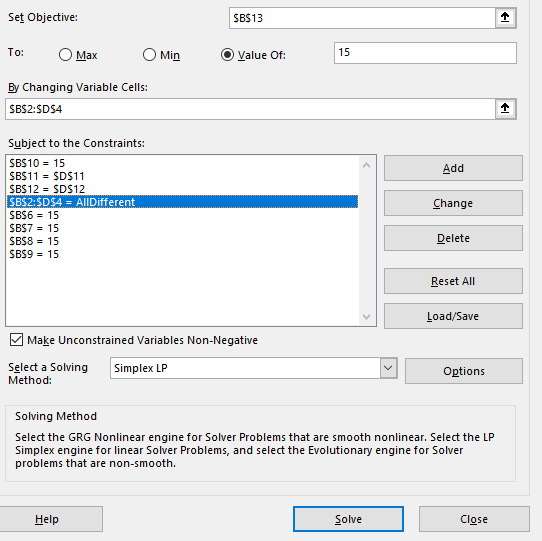 Set Objective: $B$13
To: Max Min Value Of: 15
By Changing Variable Cells:
$B$2:$D$4
Subject to the Constraints:
$B$10 = 15
$B$11 = $D$11
$B$12 = $D$12
$B$2:$D$4 = AllDifferent
$B$6 = 15
$B$7 = 15
$B$8 = 15
$B$9 = 15
Add
Change
Delete
Reset All
Load/Save
Make Unconstrained Variables Non-Negative
Select a Solving
Method:
Simplex LP
Options
Solving Method
Select the GRG Nonlinear engine for Solver Problems that are smooth nonlinear. Select the LP
Simplex engine for linear Solver Problems, and select the Evolutionary engine for Solver
problems that are non-smooth.
Help Solve Close